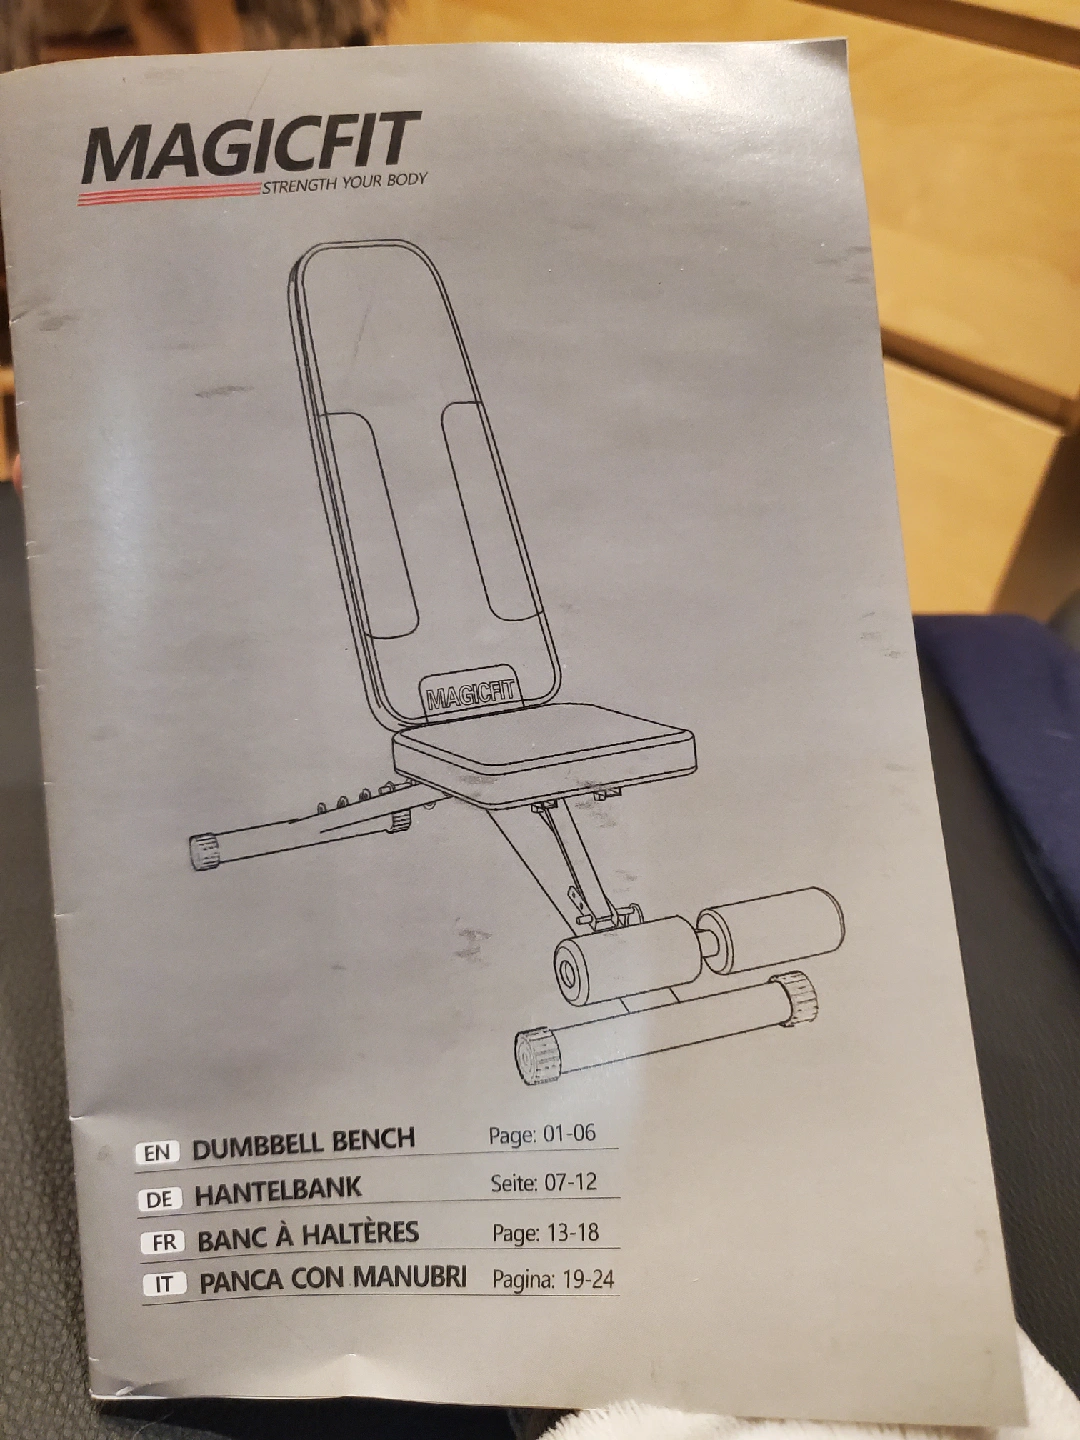 MAGICFIT
STRENGTH YOUR BODY
MAGICFIT
EN DUMBBELL BENCH Page: 01-06
DE HANTELBANK Seite: 07-12
FR BANC À HALTÈRES Page: 13-18
IT PANCA CON MANUBRI Pagina: 19-24